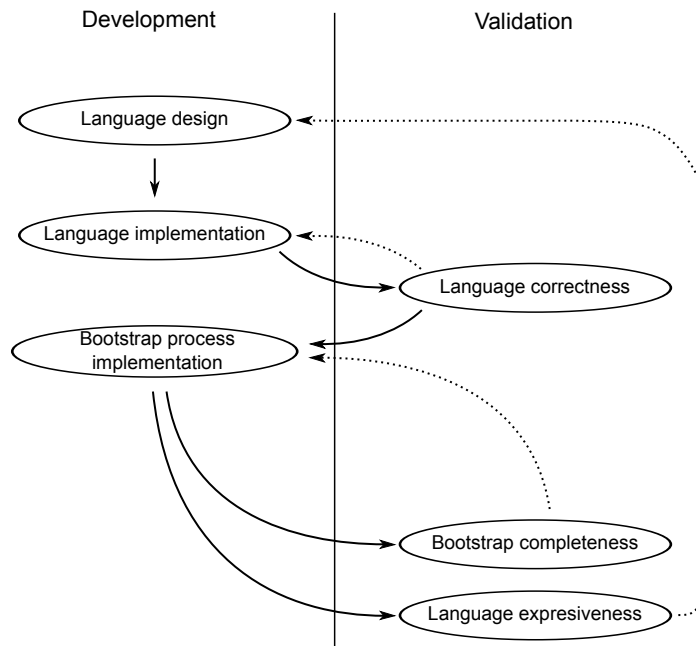 Development
Validation
Language design
Language implementation
Language correctness
Bootstrap process
implementation
Bootstrap completeness
Language expresiveness